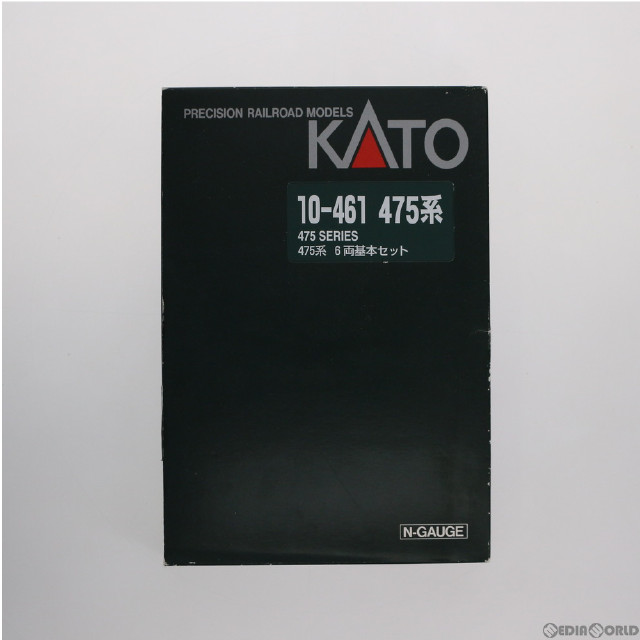 PRECISION RAILROAD MODELS
KATO
10-461 475系
475 SERIES
475系 6両基本セット
N-GAUGE
MEDIAWORLD